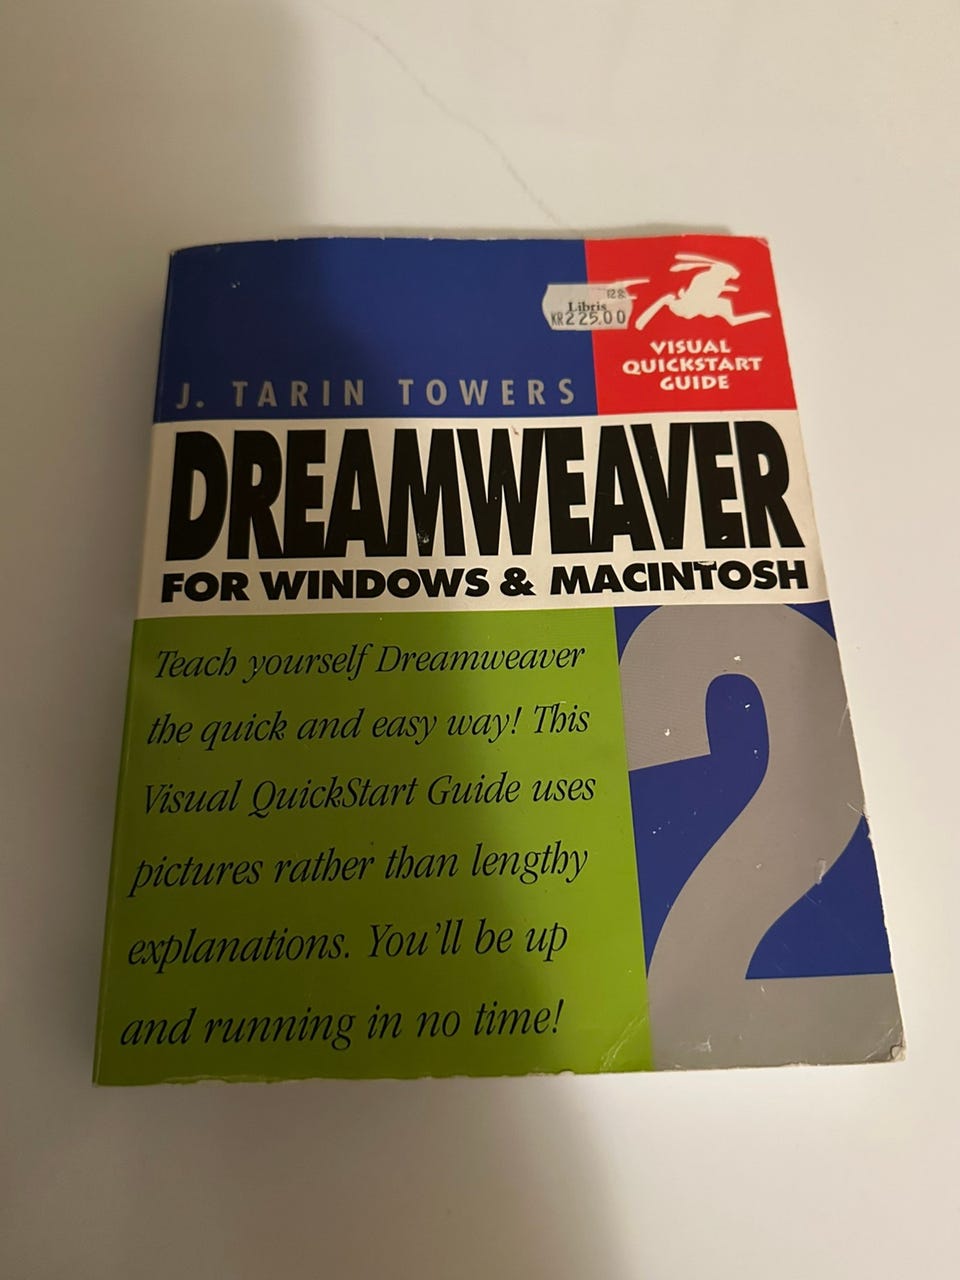 128
Libris
KR225.00
VISUAL
QUICKSTART
GUIDE
J. TARIN TOWERS
DREAMWEAVER
FOR WINDOWS & MACINTOSH
2
Teach yourself Dreamweaver
the quick and easy way! This
Visual QuickStart Guide uses
pictures rather than lengthy
explanations. You'll be up
and running in no time!